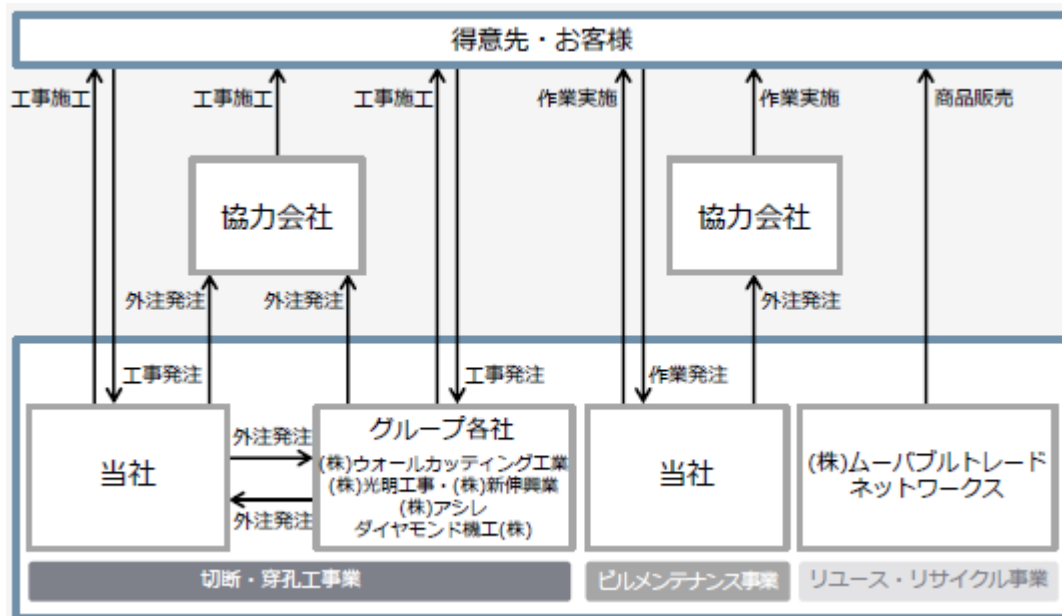 得意先・お客様
工事施工
工事施工
工事施工
作業実施
作業実施
商品販売
協力会社
協力会社
外注発注
外注発注
外注発注
工事発注
工事発注
作業発注
当社
外注発注
外注発注
グループ各社
(株)ウォールカッティング工業
(株)光明工事・(株)新伸興業
(株)アシレ
ダイヤモンド機工(株)
当社
(株)ムーバブルトレード
ネットワークス
切断・穿孔工事業
ビルメンテナンス事業
リユース・リサイクル事業